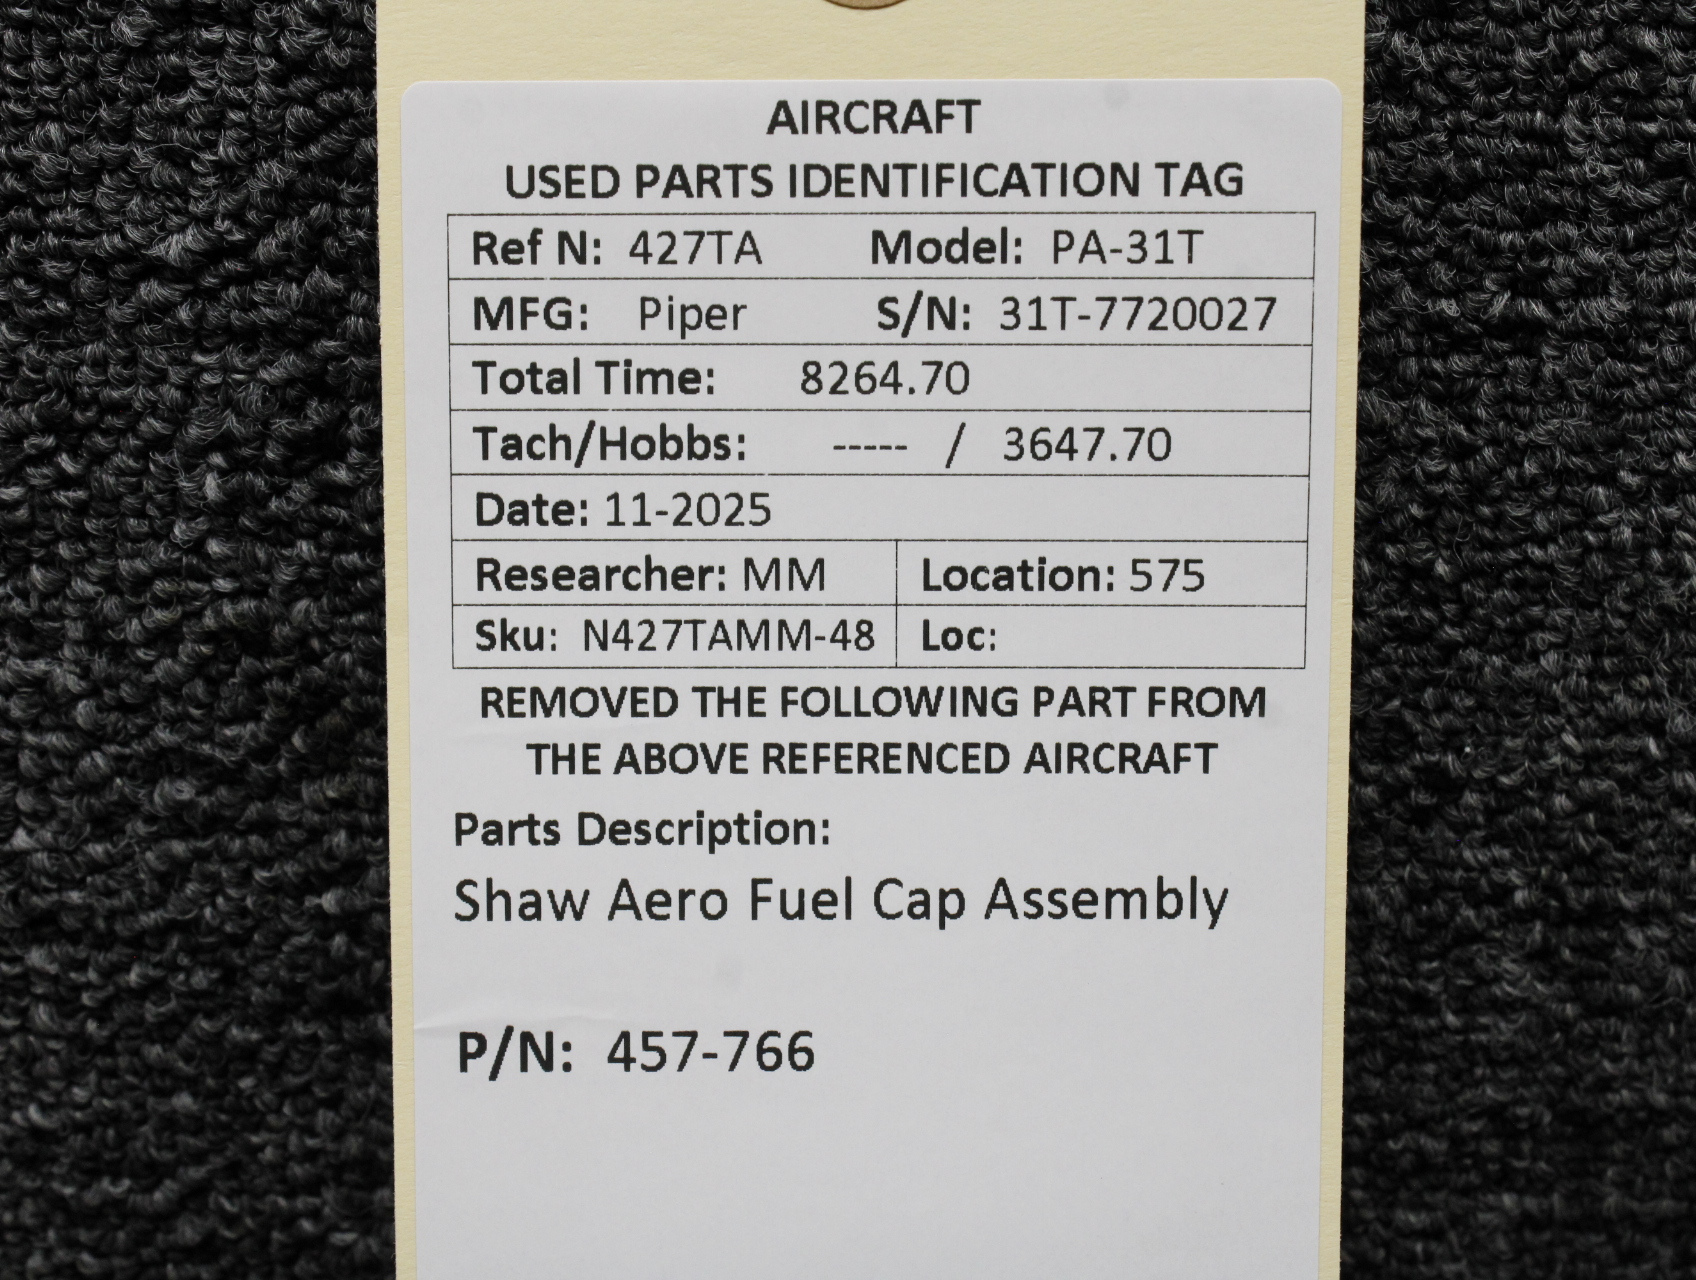 AIRCRAFT
USED PARTS IDENTIFICATION TAG
Ref N: 427TA Model: PA-31T
MFG: Piper S/N: 31T-7720027
Total Time: 8264.70
Tach/Hobbs: ----- / 3647.70
Date: 11-2025
Researcher: MM Location: 575
Sku: N427TAMM-48 Loc:
REMOVED THE FOLLOWING PART FROM
THE ABOVE REFERENCED AIRCRAFT
Parts Description:
Shaw Aero Fuel Cap Assembly
P/N: 457-766